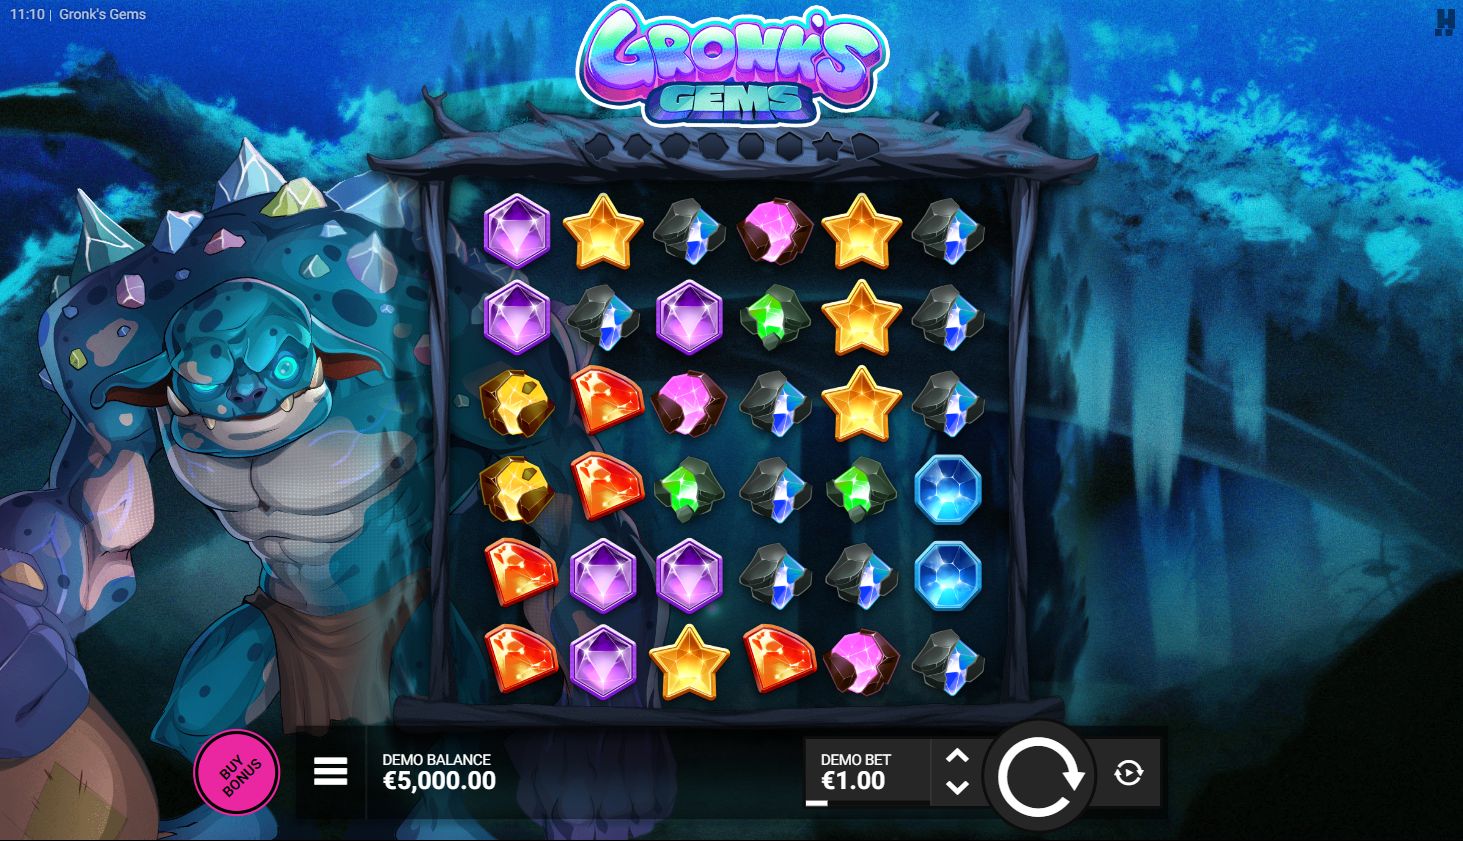 11:10 | Gronk's Gems
GRONK'S
GEMS
BUY
BONUS
DEMO BALANCE
€5,000.00
DEMO BET
€1.00